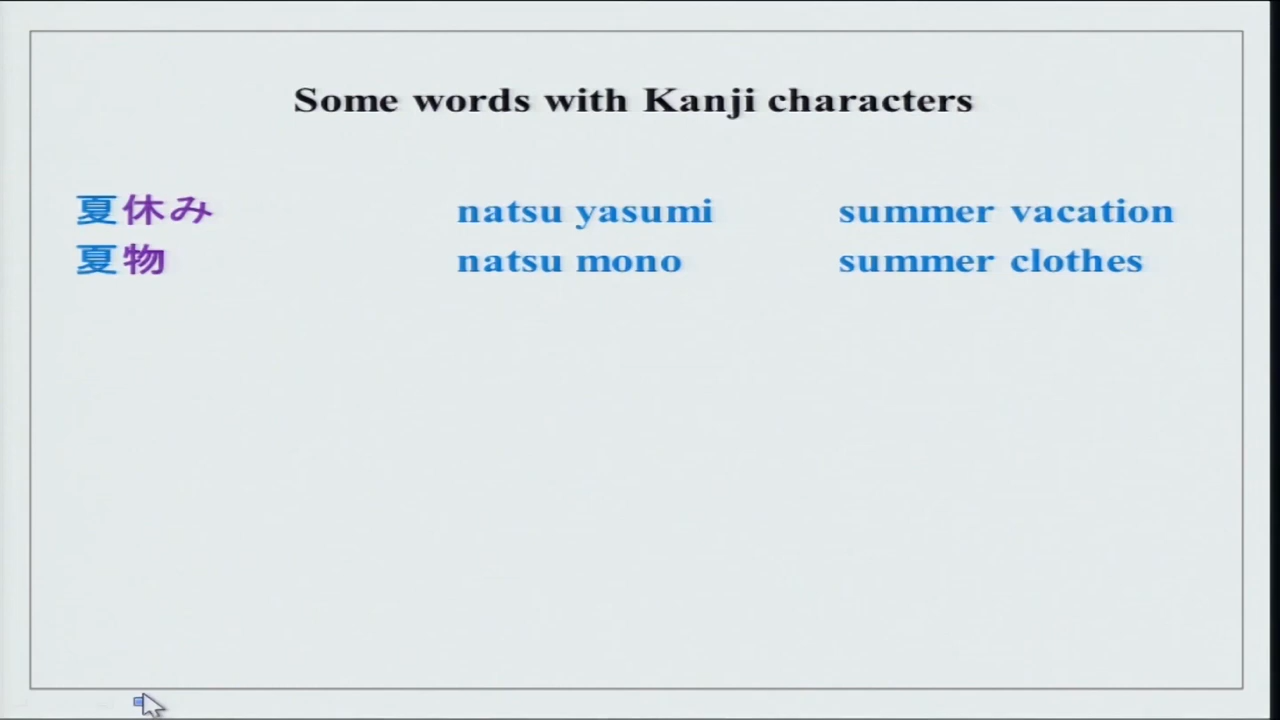 Some words with Kanji characters
夏休み natsu yasumi summer vacation
夏物 natsu mono summer clothes